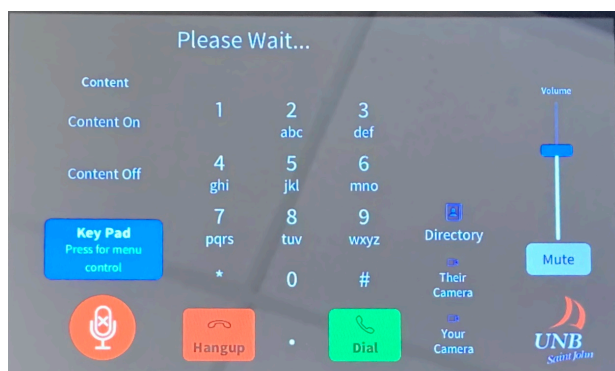 Please Wait...
Content
Content On
Content Off
Key Pad
Press for menu
control
1
2
abc
3
def
4
ghi
5
jkl
6
mno
7
pqrs
8
tuv
9
wxyz
*
0
#
Hangup
.
Dial
Directory
Their
Camera
Your
Camera
Volume
Mute
UNB
Saint John